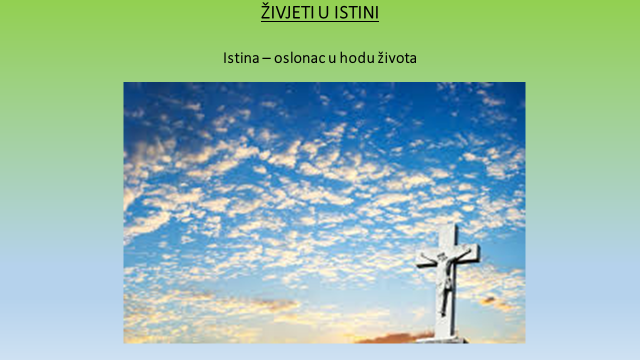 ŽIVJETI U ISTINI
Istina – oslonac u hodu života